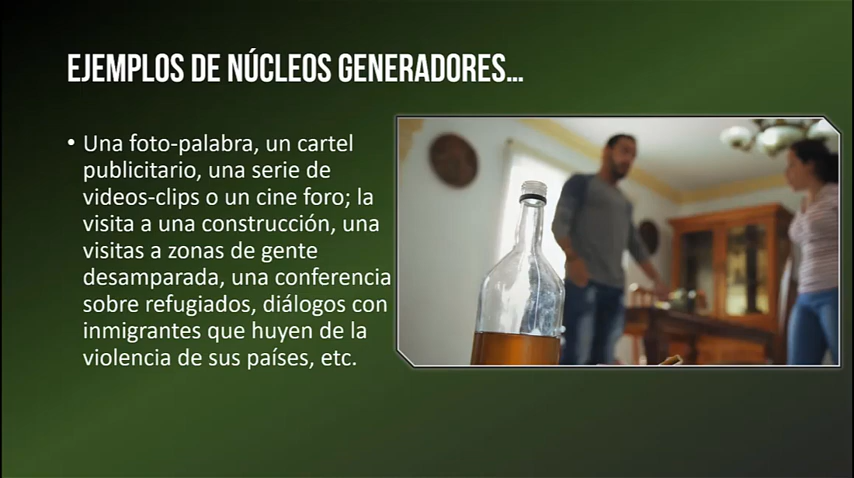 EJEMPLOS DE NÚCLEOS GENERADORES...
• Una foto-palabra, un cartel
publicitario, una serie de
videos-clips o un cine foro; la
visita a una construcción, una
visitas a zonas de gente
desamparada, una conferencia
sobre refugiados, diálogos con
inmigrantes que huyen de la
violencia de sus países, etc.